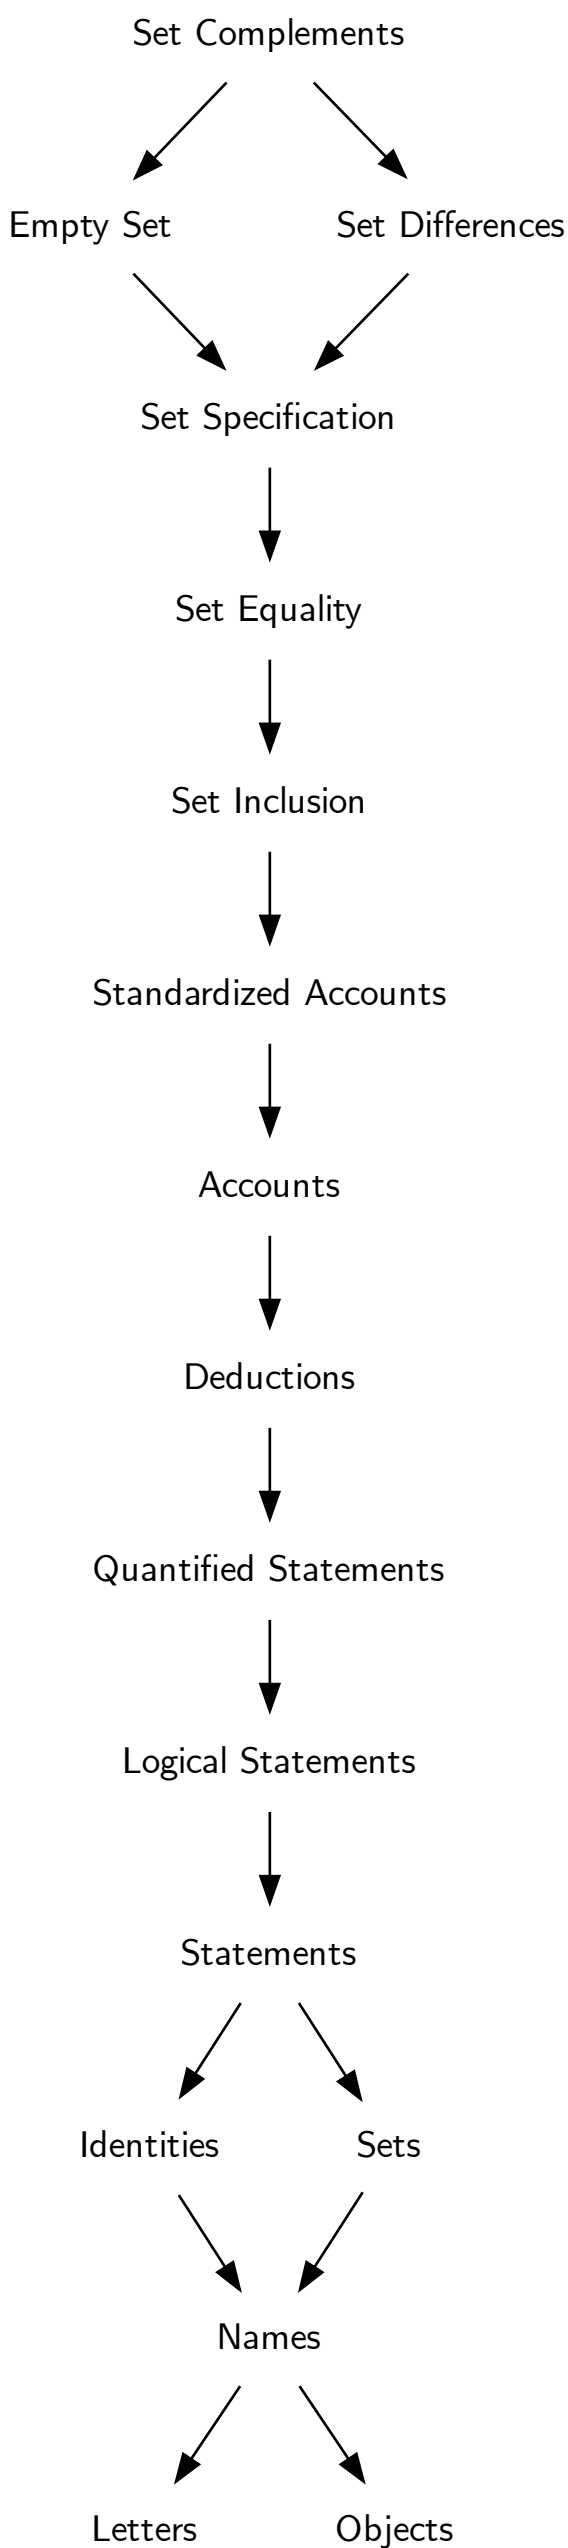 Set Complements
Empty Set
Set Differences
Set Specification
Set Equality
Set Inclusion
Standardized Accounts
Accounts
Deductions
Quantified Statements
Logical Statements
Statements
Identities
Sets
Names
Letters
Objects